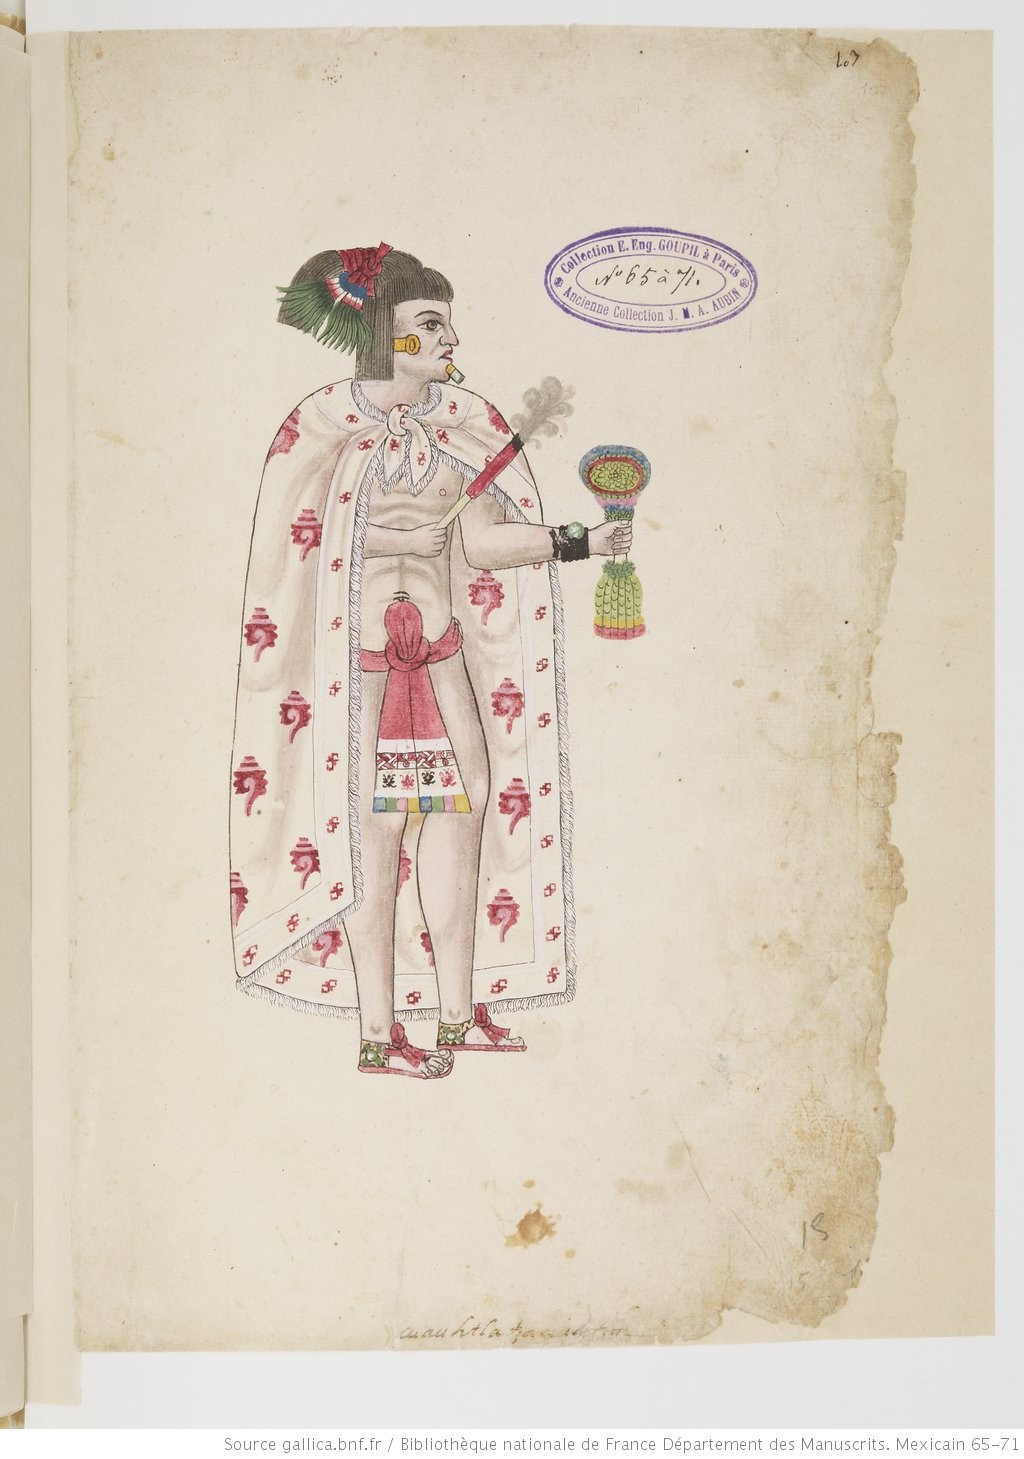 107
Collection E. Eug. GOUPIL à Paris
N° 65 à 71.
Ancienne Collection J. M. A. AUBIN
18
Source gallica.bnf.fr / Bibliothèque nationale de France Département des Manuscrits. Mexicain 65-71